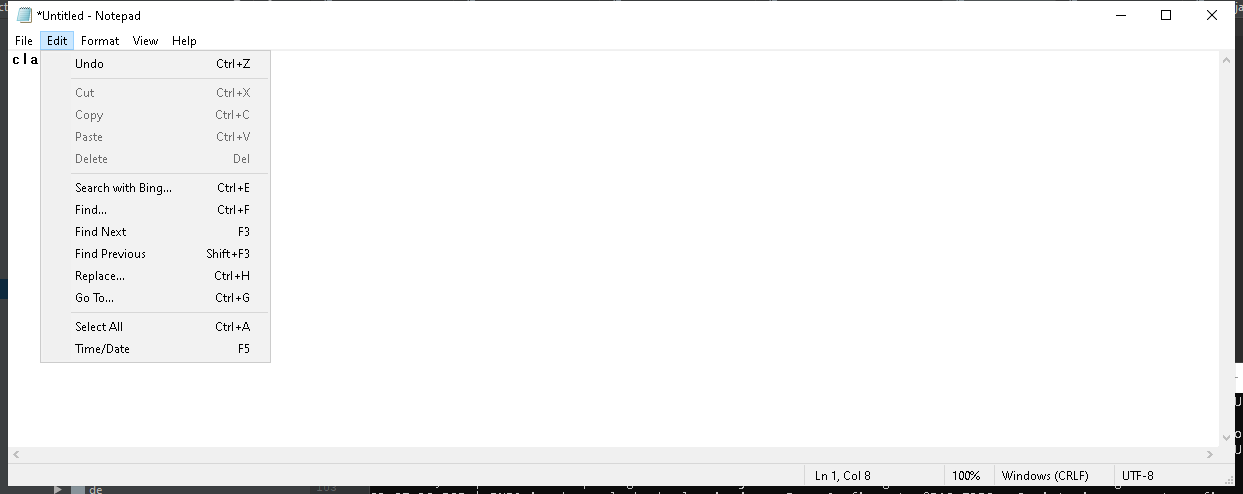 *Untitled - Notepad
File Edit Format View Help
cla
Undo Ctrl+Z
Cut Ctrl+X
Copy Ctrl+C
Paste Ctrl+V
Delete Del
Search with Bing... Ctrl+E
Find... Ctrl+F
Find Next F3
Find Previous Shift+F3
Replace... Ctrl+H
Go To... Ctrl+G
Select All Ctrl+A
Time/Date F5
Ln 1, Col 8 100% Windows (CRLF) UTF-8
de